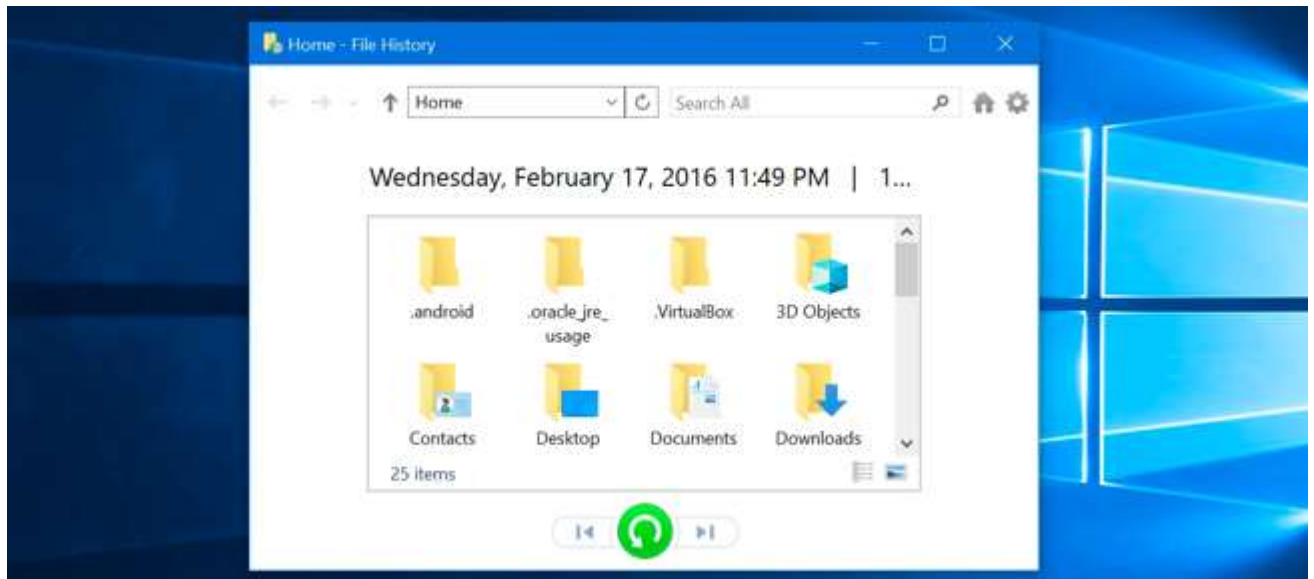 Home - File History
Home
Search All
Wednesday, February 17, 2016 11:49 PM | 1...
.android
.oracle_jre_
usage
.VirtualBox
3D Objects
Contacts
Desktop
Documents
Downloads
25 items